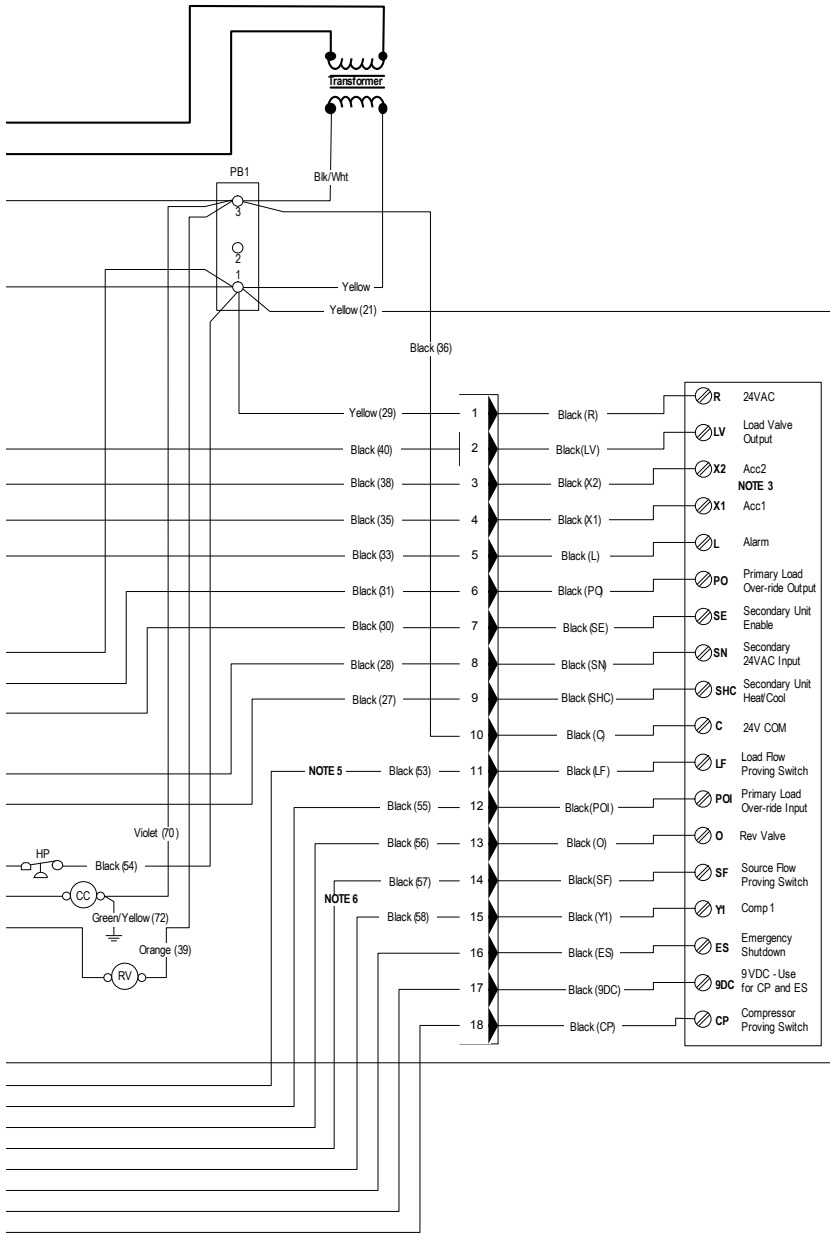 Transformer
PB1
Blk/Wht
3
2
1
Yellow
Yellow (21)
Black (36)
Yellow (29) 1 Black (R) R 24VAC
Black (40) 2 Black (LV) LV Load Valve
Output
Black (38) 3 Black (X2) X2 Acc2
NOTE 3
Black (35) 4 Black (X1) X1 Acc1
Black (33) 5 Black (L) L Alarm
Black (31) 6 Black (PO) PO Primary Load
Over-ride Output
Black (30) 7 Black (SE) SE Secondary Unit
Enable
Black (28) 8 Black (SN) SN Secondary
24VAC Input
Black (27) 9 Black (SHC) SHC Secondary Unit
Heat/Cool
10 Black (C) C 24V COM
NOTE 5 Black (53) 11 Black (LF) LF Load Flow
Proving Switch
Black (55) 12 Black (POI) POI Primary Load
Over-ride Input
Violet (70)
Black (56) 13 Black (O) O Rev Valve
HP
Black (54)
Black (57) 14 Black (SF) SF Source Flow
Proving Switch
CC
NOTE 6
Green/Yellow (72)
Black (58) 15 Black (Y1) Y1 Comp 1
Orange (39)
16 Black (ES) ES Emergency
Shutdown
RV
17 Black (9DC) 9DC 9 VDC - Use
for CP and ES
18 Black (CP) CP Compressor
Proving Switch